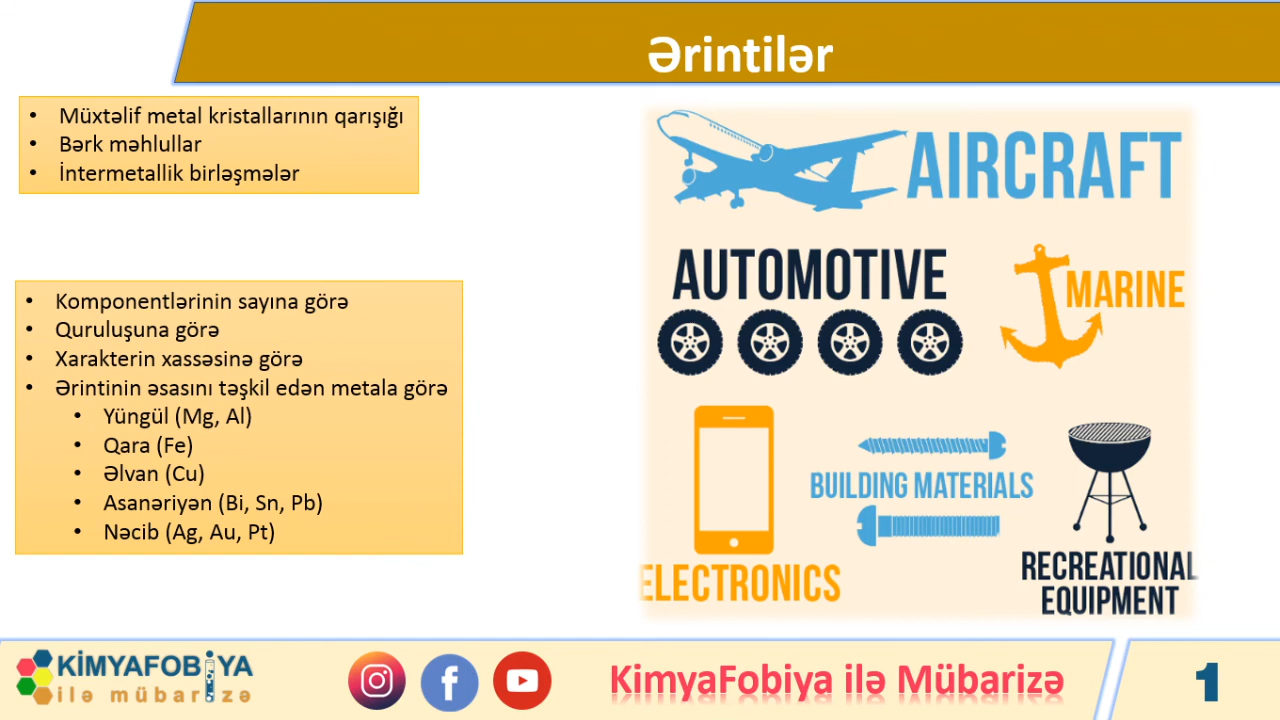 Ərintilər
• Müxtəlif metal kristallarının qarışığı
• Bərk məhlullar
• İntermetallik birləşmələr
• Komponentlərinin sayına görə
• Quruluşuna görə
• Xarakterin xassəsinə görə
• Ərintinin əsasını təşkil edən metala görə
• Yüngül (Mg, Al)
• Qara (Fe)
• Əlvan (Cu)
• Asanəriyən (Bi, Sn, Pb)
• Nəcib (Ag, Au, Pt)
AIRCRAFT
AUTOMOTIVE
MARINE
ELECTRONICS
BUILDING MATERIALS
RECREATIONAL
EQUIPMENT
KİMYAFOBİYA
ilə mübarizə
KimyaFobiya ilə Mübarizə
1